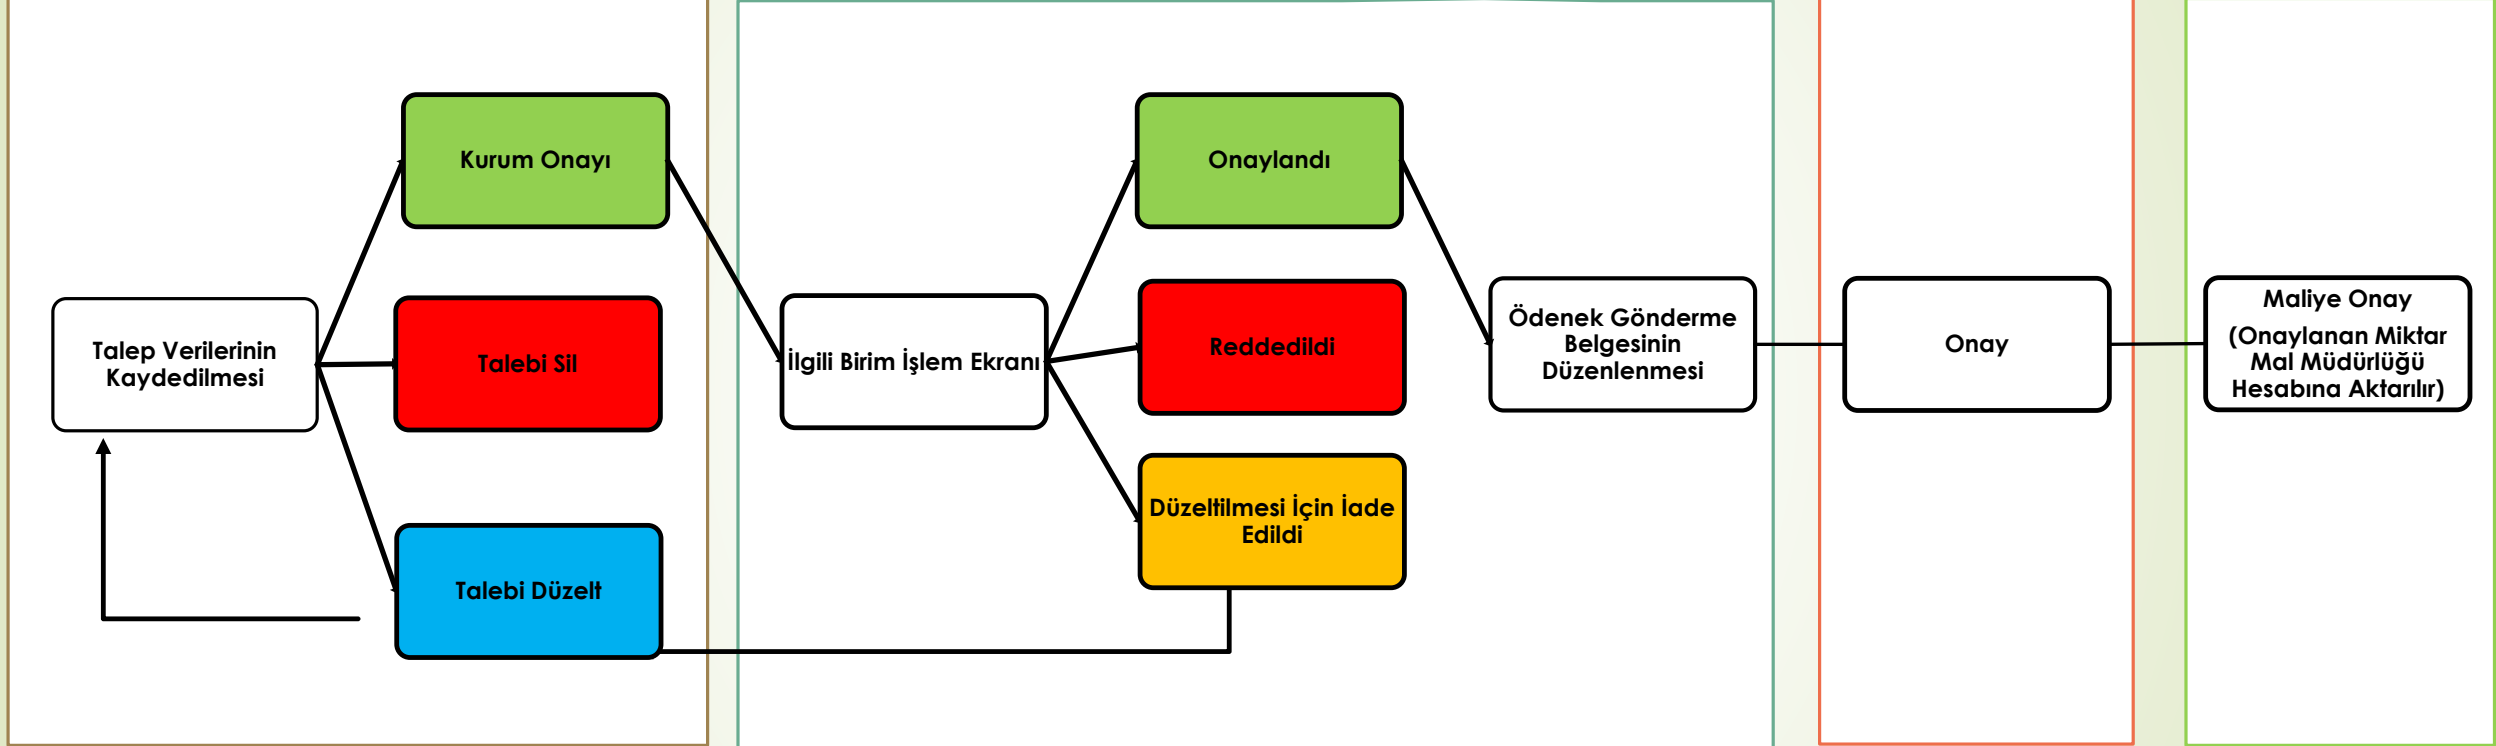 Talep Verilerinin
Kaydedilmesi
Kurum Onayı
Talebi Sil
Talebi Düzelt
İlgili Birim İşlem Ekranı
Onaylandı
Reddedildi
Düzeltilmesi İçin İade
Edildi
Ödenek Gönderme
Belgesinin
Düzenlenmesi
Onay
Maliye Onay
(Onaylanan Miktar
Mal Müdürlüğü
Hesabına Aktarılır)